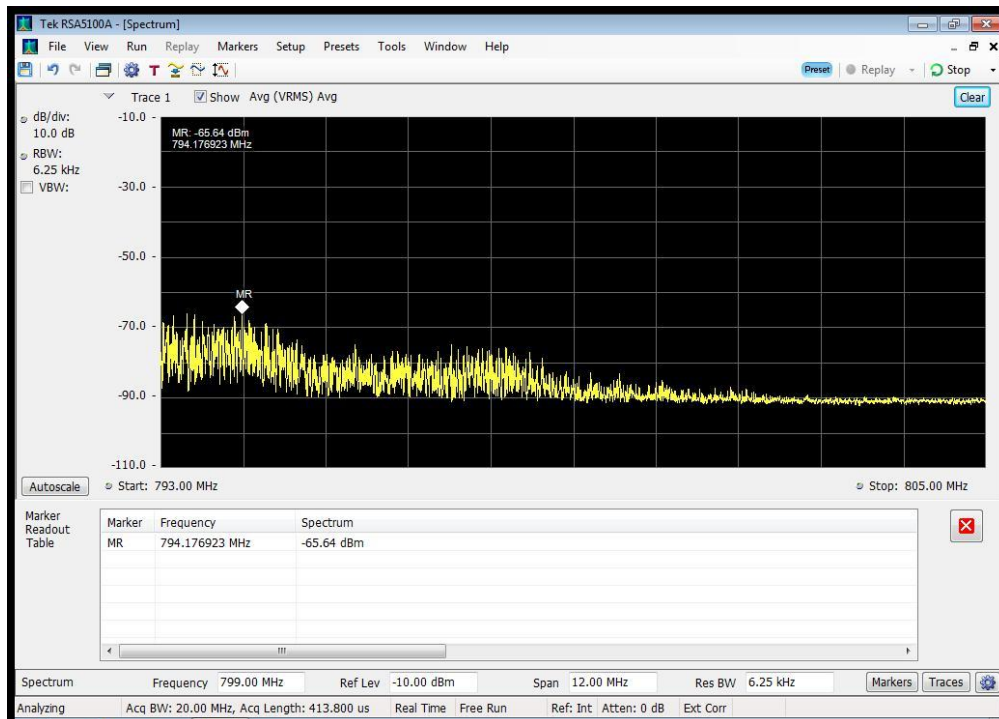 Tek RSA5100A - [Spectrum]
File View Run Replay Markers Setup Presets Tools Window Help
T Preset Replay Stop
Trace 1 Show Avg (VRMS) Avg Clear
dB/div:
10.0 dB
RBW:
6.25 kHz
VBW:
-10.0
MR: -65.64 dBm
794.176923 MHz
-30.0
-50.0
MR
-70.0
-90.0
-110.0
Autoscale Start: 793.00 MHz Stop: 805.00 MHz
Marker
Readout
Table
Marker Frequency Spectrum
MR 794.176923 MHz -65.64 dBm
Spectrum Frequency 799.00 MHz Ref Lev -10.00 dBm Span 12.00 MHz Res BW 6.25 kHz Markers Traces
Analyzing Acq BW: 20.00 MHz, Acq Length: 413.800 us Real Time Free Run Ref: Int Atten: 0 dB Ext Corr